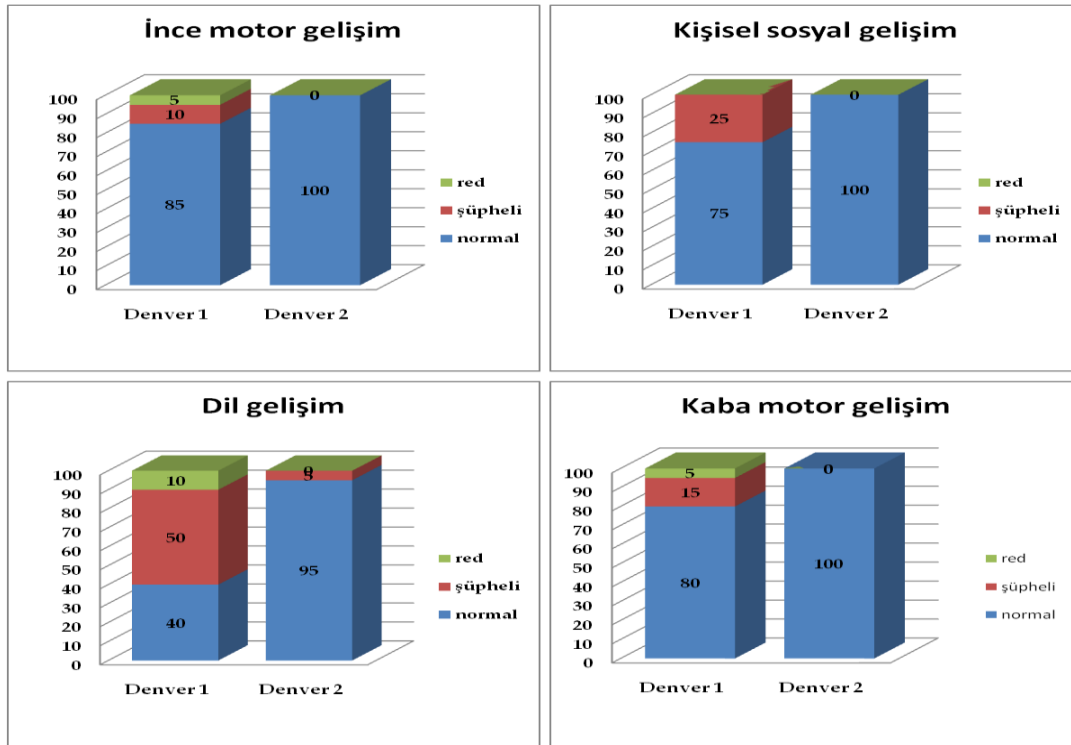 İnce motor gelişim
100
90
80
70
60
50
40
30
20
10
0
5
10
85
0
100
red
şüpheli
normal
Denver 1
Denver 2
Kişisel sosyal gelişim
100
90
80
70
60
50
40
30
20
10
0
25
75
0
100
red
şüpheli
normal
Denver 1
Denver 2
Dil gelişim
100
90
80
70
60
50
40
30
20
10
0
10
50
40
0
5
95
red
şüpheli
normal
Denver 1
Denver 2
Kaba motor gelişim
100
90
80
70
60
50
40
30
20
10
0
5
15
80
0
100
red
şüpheli
normal
Denver 1
Denver 2